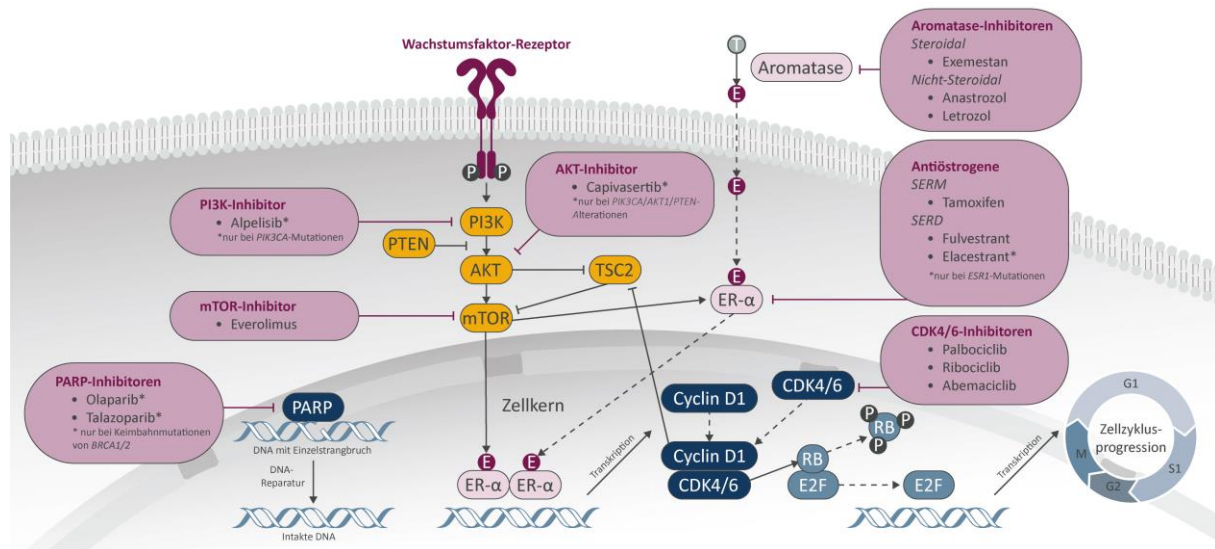 Wachstumsfaktor-Rezeptor
P
P
T
Aromatase
E
E
E
ER-α
Aromatase-Inhibitoren
Steroidal
• Exemestan
Nicht-Steroidal
• Anastrozol
• Letrozol
Antiöstrogene
SERM
• Tamoxifen
SERD
• Fulvestrant
• Elacestrant*
*nur bei ESR1-Mutationen
AKT-Inhibitor
• Capivasertib*
*nur bei PIK3CA/AKT1/PTEN-
Alterationen
PI3K-Inhibitor
• Alpelisib*
*nur bei PIK3CA-Mutationen
PI3K
PTEN
AKT
TSC2
mTOR-Inhibitor
• Everolimus
mTOR
CDK4/6-Inhibitoren
• Palbociclib
• Ribociclib
• Abemaciclib
PARP-Inhibitoren
• Olaparib*
• Talazoparib*
* nur bei Keimbahnmutationen
von BRCA1/2
PARP
DNA mit Einzelstrangbruch
DNA-
Reparatur
Intakte DNA
Zellkern
E
E
ER-α
ER-α
Transkription
Cyclin D1
CDK4/6
Cyclin D1
CDK4/6
RB
E2F
P
P
P
RB
E2F
Transkription
G1
S1
G2
M
Zellzyklus-
progression